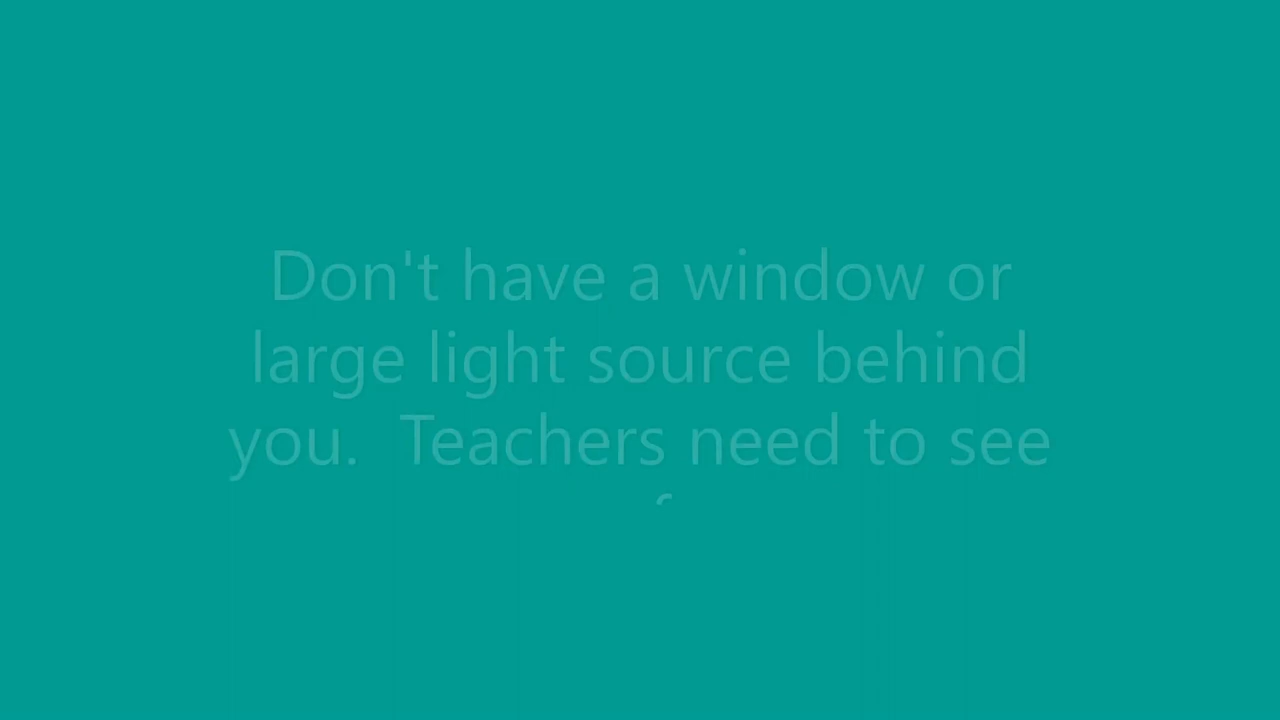 Don't have a window or
large light source behind
you.  Teachers need to see